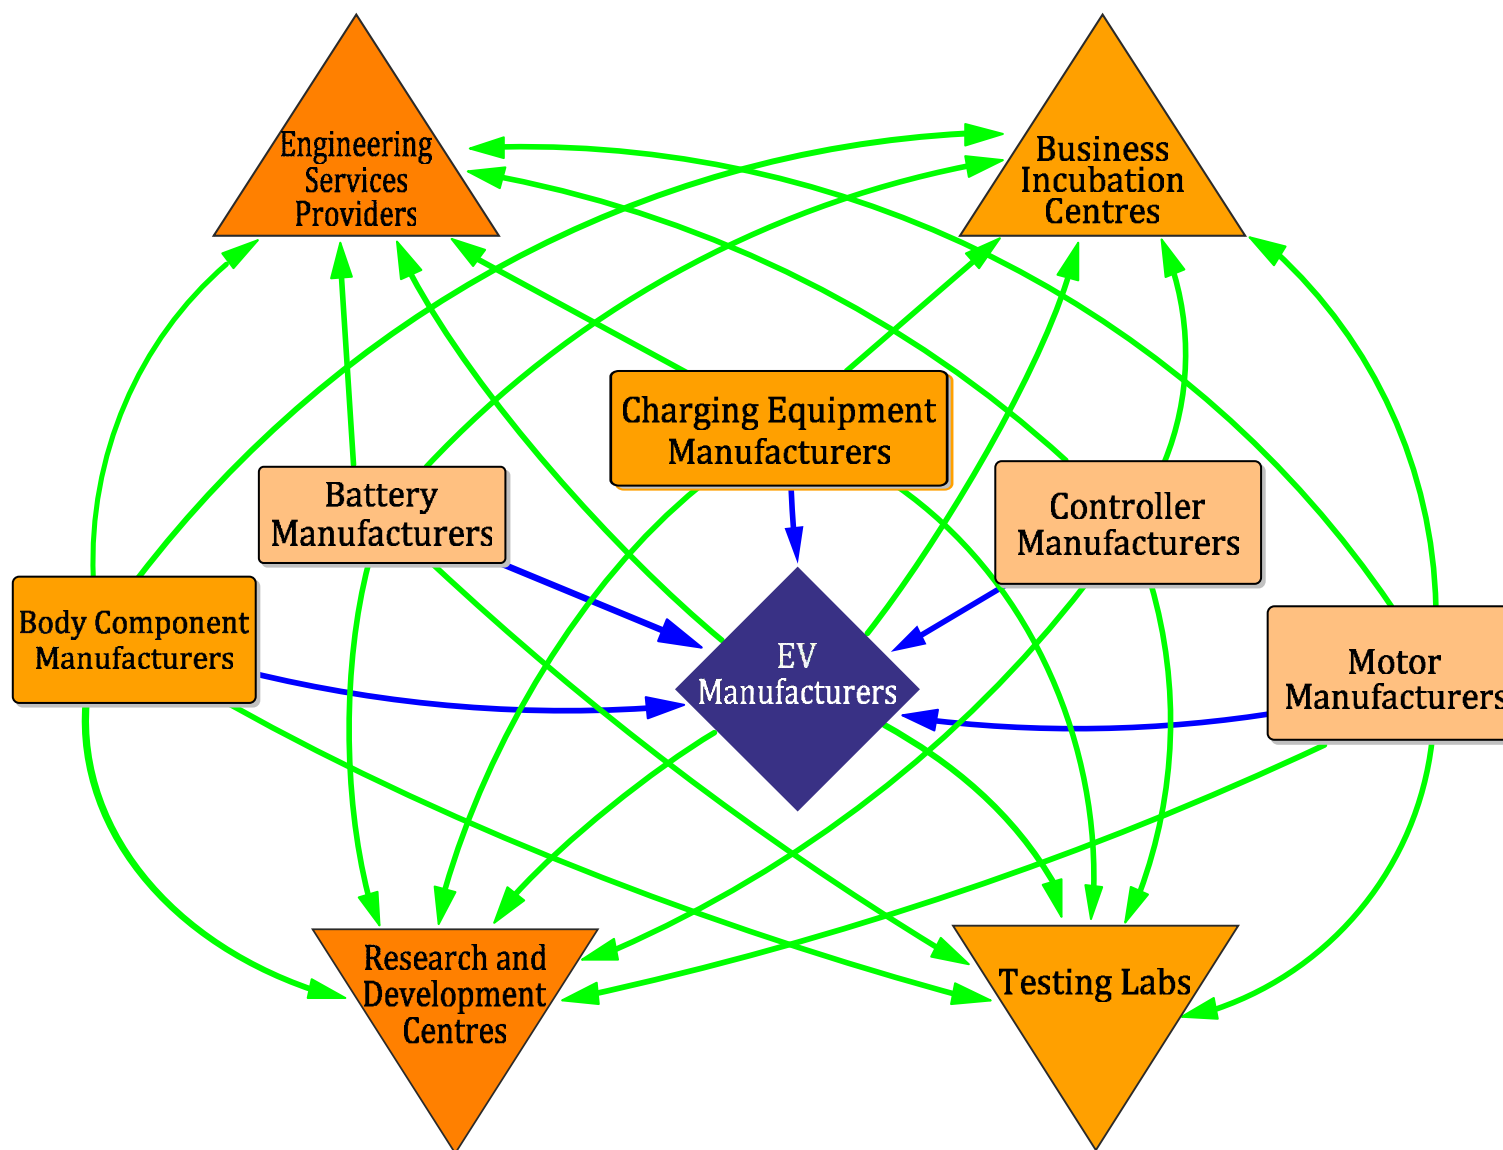 Engineering
Services
Providers
Business
Incubation
Centres
Charging Equipment
Manufacturers
Battery
Manufacturers
Controller
Manufacturers
Body Component
Manufacturers
EV
Manufacturers
Motor
Manufacturers
Research and
Development
Centres
Testing Labs